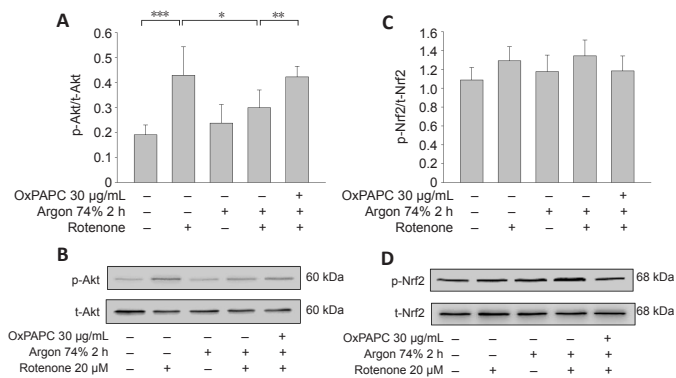 A
*** * **
p-Akt/t-Akt
0.6
0.5
0.4
0.3
0.2
0.1
0
OxPAPC 30 μg/mL – – – – +
Argon 74% 2 h – – + + +
Rotenone – + – + +
C
p-Nrf2/t-Nrf2
1.6
1.4
1.2
1.0
0.8
0.6
0.4
0.2
0
OxPAPC 30 μg/mL – – – – +
Argon 74% 2 h – – + + +
Rotenone – + – + +
B
p-Akt 60 kDa
t-Akt 60 kDa
OxPAPC 30 μg/mL – – – – +
Argon 74% 2 h – – + + +
Rotenone 20 μM – + – + +
D
p-Nrf2 68 kDa
t-Nrf2 68 kDa
OxPAPC 30 μg/mL – – – – +
Argon 74% 2 h – – + + +
Rotenone 20 μM – + – + +